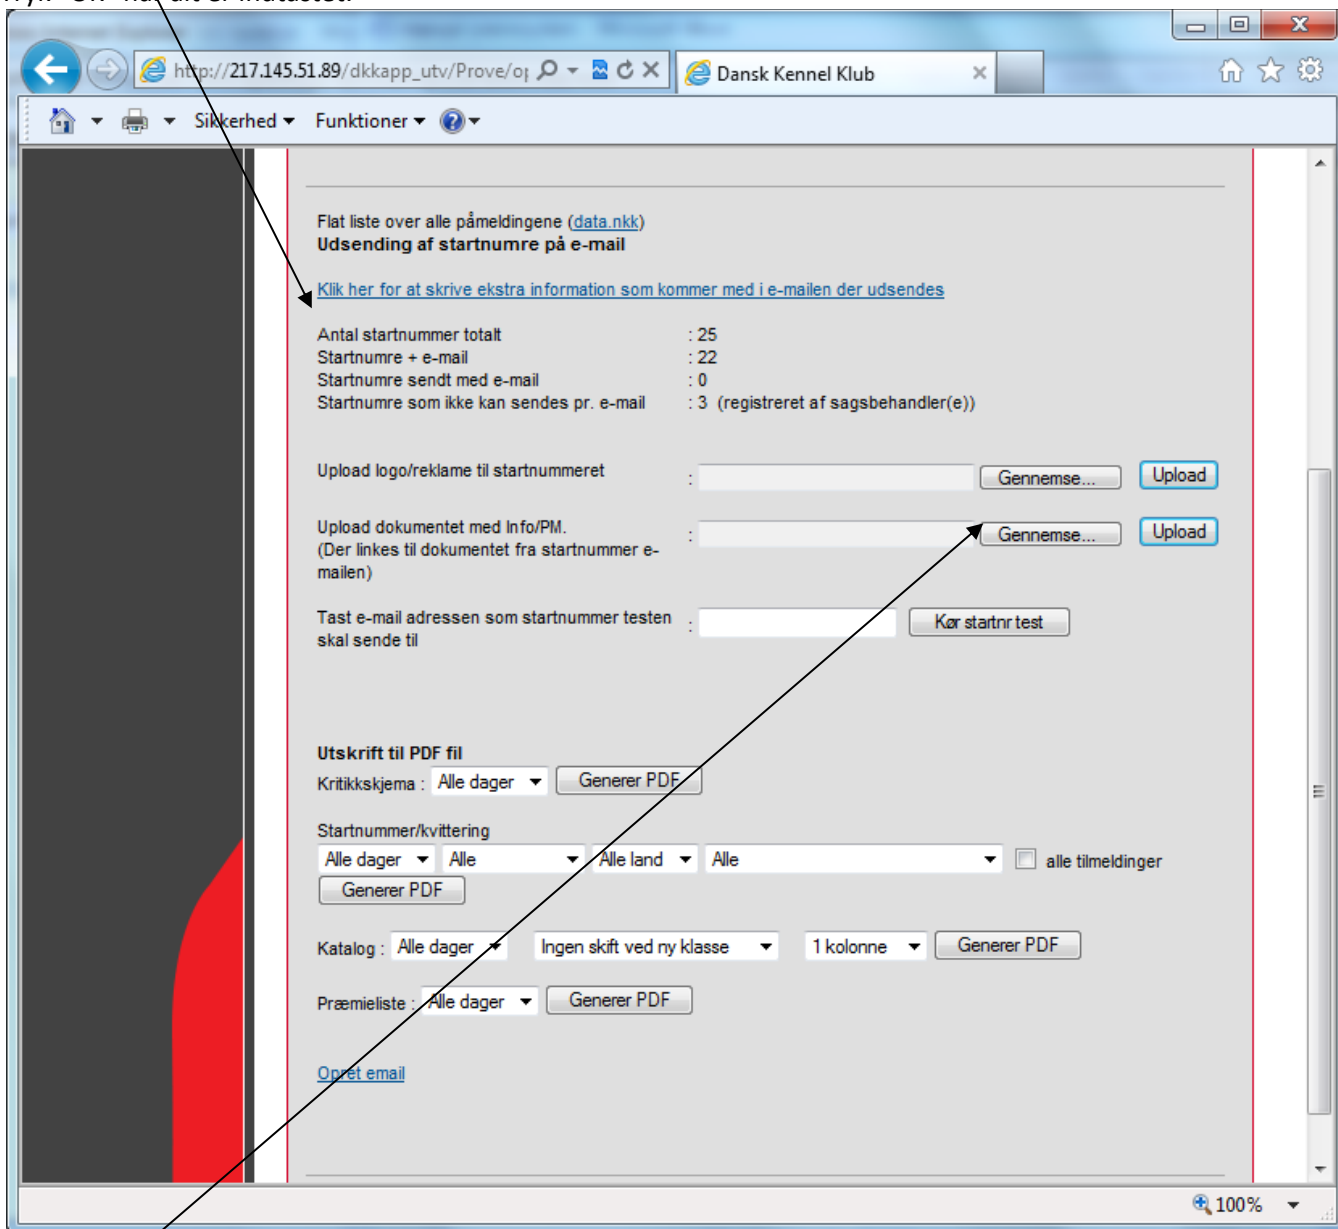 http://217.145.51.89/dkkapp_utv/Prove/o
Dansk Kennel Klub
Sikkerhed Funktioner
Flat liste over alle påmeldingene (data.nkk)
Udsending af startnumre på e-mail
Klik her for at skrive ekstra information som kommer med i e-mailen der udsendes
Antal startnummer totalt : 25
Startnumre + e-mail : 22
Startnumre sendt med e-mail : 0
Startnumre som ikke kan sendes pr. e-mail : 3 (registreret af sagsbehandler(e))
Upload logo/reklame til startnummeret : Gennemse... Upload
Upload dokumentet med Info/PM. : Gennemse... Upload
(Der linkes til dokumentet fra startnummer e-
mailen)
Tast e-mail adressen som startnummer testen : Kør startnr test
skal sende til
Utskrift til PDF fil
Kritikkskjema : Alle dager Generer PDF
Startnummer/kvittering
Alle dager Alle Alle land Alle alle tilmeldinger
Generer PDF
Katalog : Alle dager Ingen skift ved ny klasse 1 kolonne Generer PDF
Præmieliste : Alle dager Generer PDF
Opret email
100%